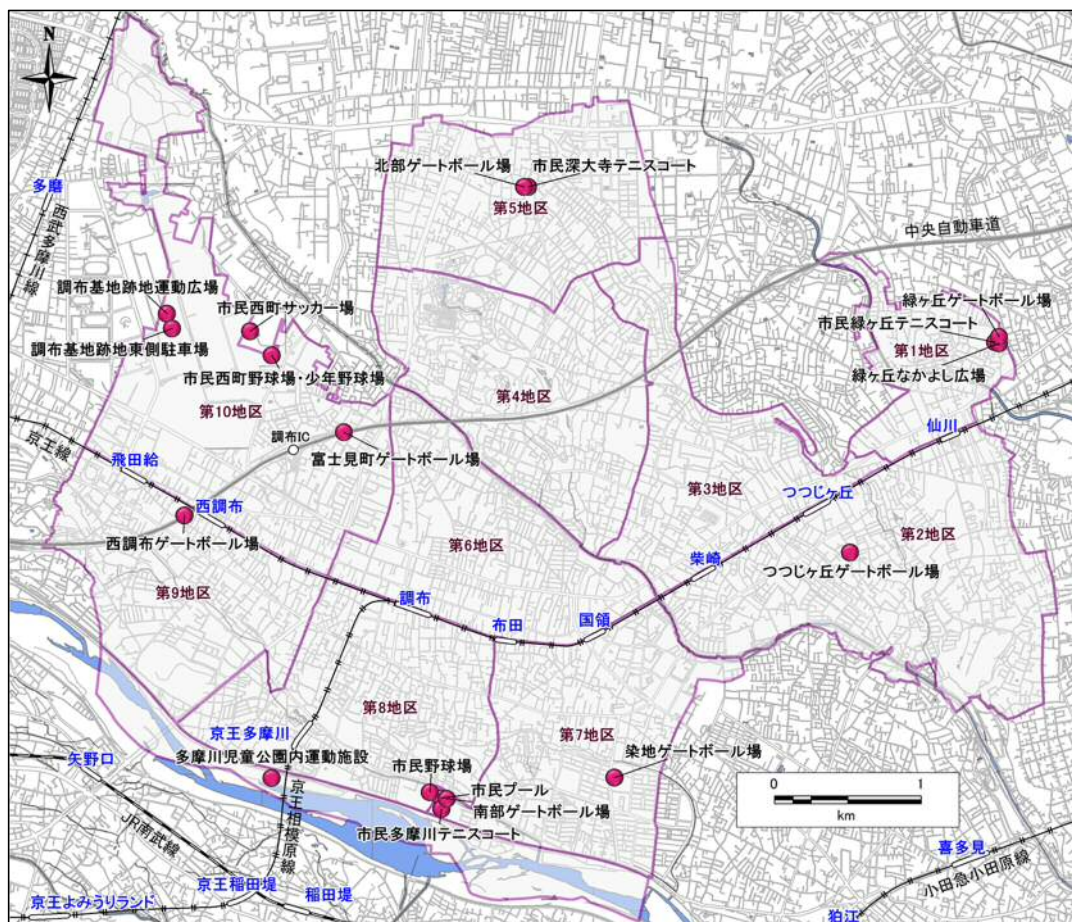 N
北部ゲートボール場
市民深大寺テニスコート
第5地区
多磨
西武多摩川線
中央自動車道
調布基地跡地運動広場
市民西町サッカー場
緑ヶ丘ゲートボール場
市民緑ヶ丘テニスコート
第1地区
調布基地跡地東側駐車場
市民西町野球場・少年野球場
緑ヶ丘なかよし広場
第4地区
第10地区
京王線
調布IC
仙川
飛田給
富士見町ゲートボール場
第3地区
つつじヶ丘
西調布
第2地区
西調布ゲートボール場
第6地区
柴崎
つつじヶ丘ゲートボール場
第9地区
調布
布田
国領
第8地区
京王多摩川
第7地区
矢野口
多摩川児童公園内運動施設
市民野球場
染地ゲートボール場
市民プール
南部ゲートボール場
市民多摩川テニスコート
京王相模原線
JR南武線
0
1
km
喜多見
小田急小田原線
京王稲田堤
稲田堤
京王よみうりランド
狛江